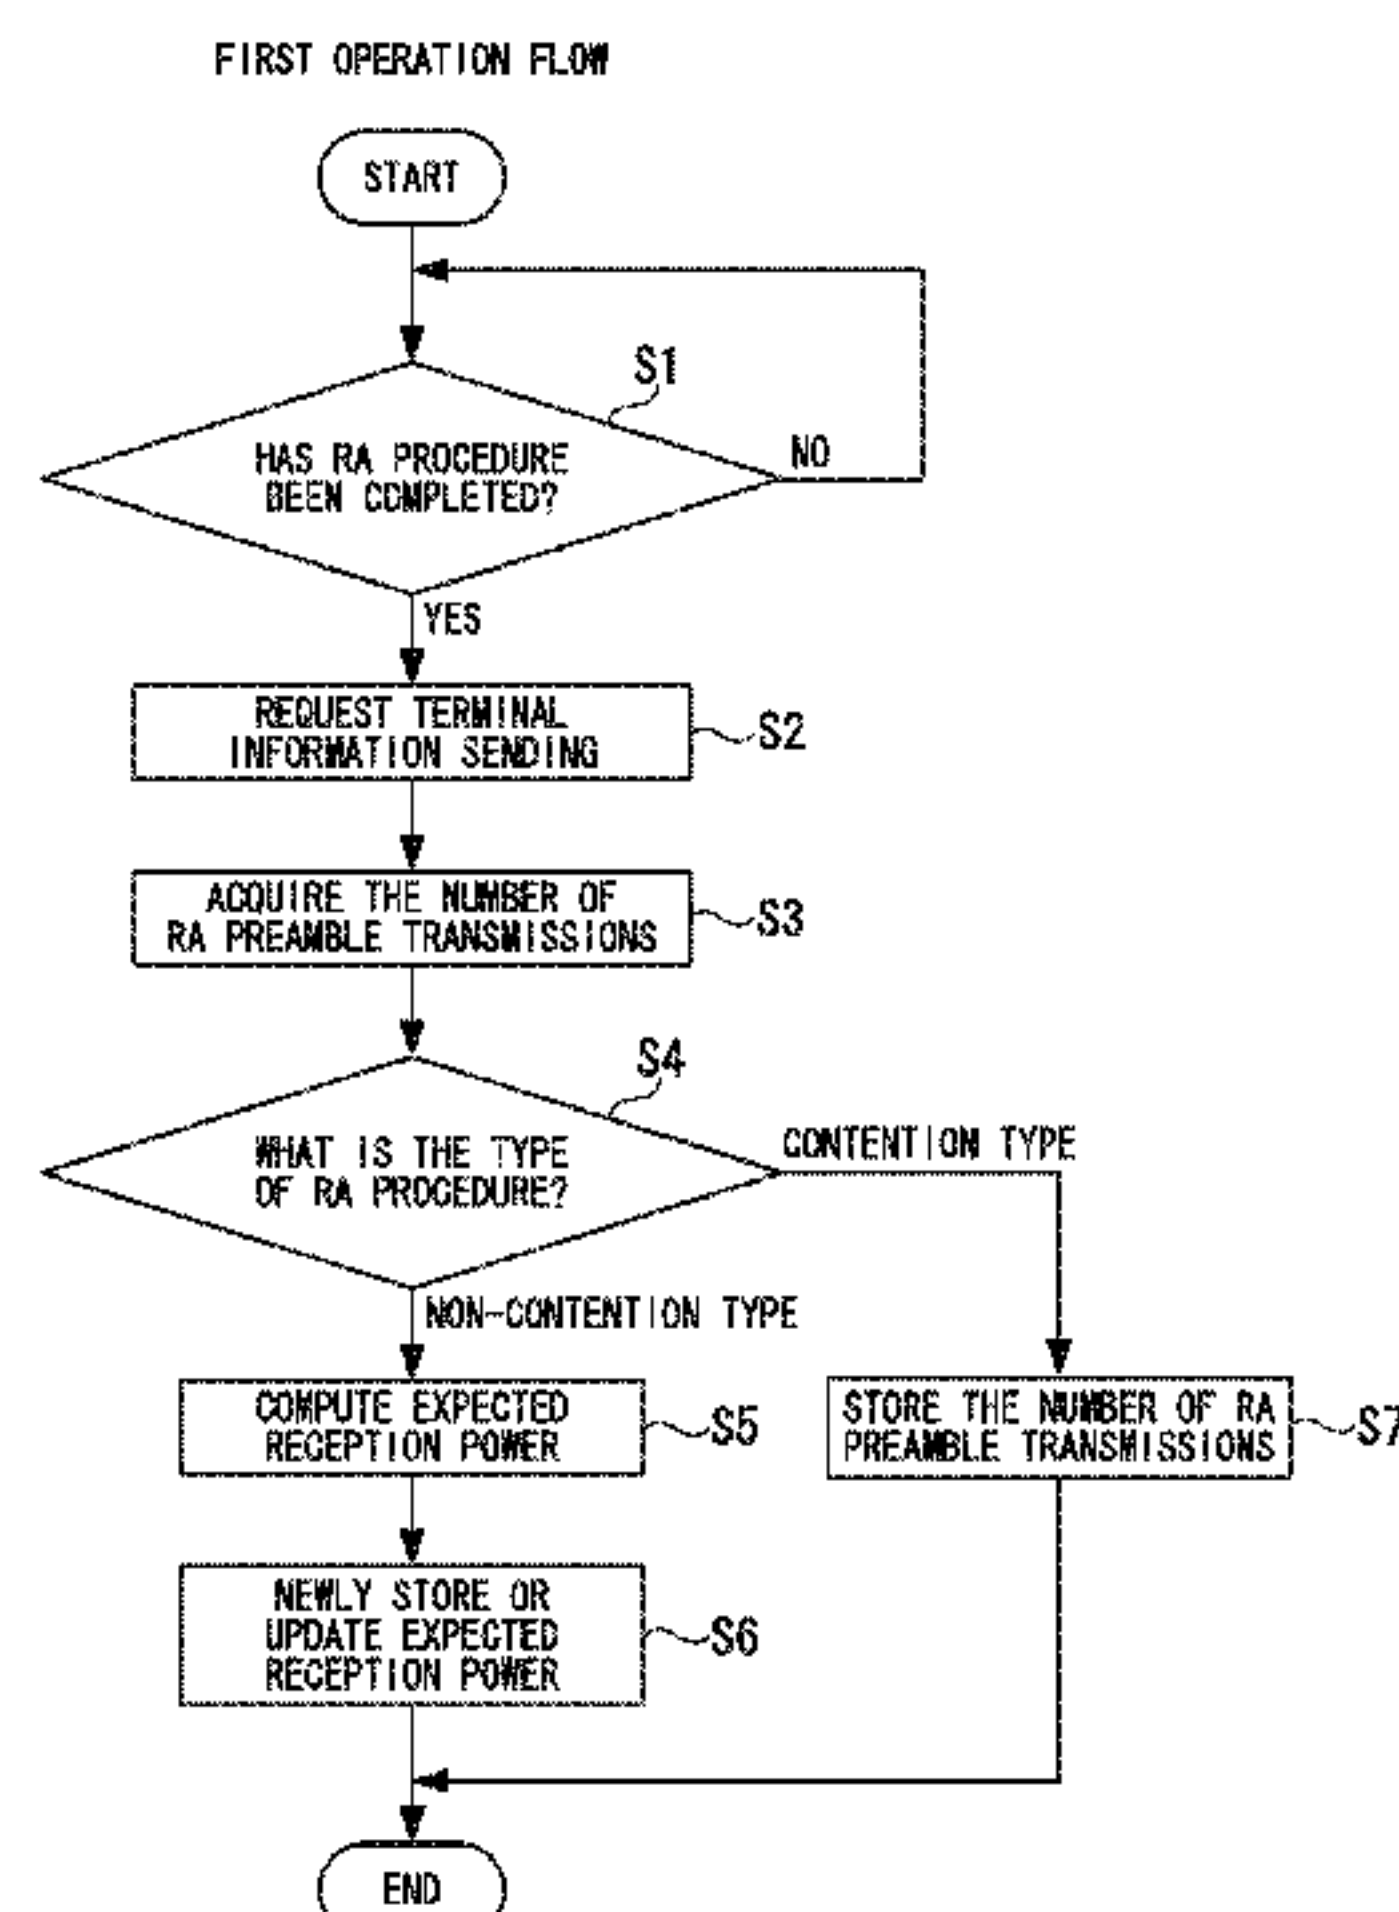 FIRST OPERATION FLOW
START
S1
HAS RA PROCEDURE
BEEN COMPLETED?
NO
YES
REQUEST TERMINAL
INFORMATION SENDING
S2
ACQUIRE THE NUMBER OF
RA PREAMBLE TRANSMISSIONS
S3
S4
WHAT IS THE TYPE
OF RA PROCEDURE?
CONTENTION TYPE
NON-CONTENTION TYPE
COMPUTE EXPECTED
RECEPTION POWER
S5
STORE THE NUMBER OF RA
PREAMBLE TRANSMISSIONS
S7
NEWLY STORE OR
UPDATE EXPECTED
RECEPTION POWER
S6
END